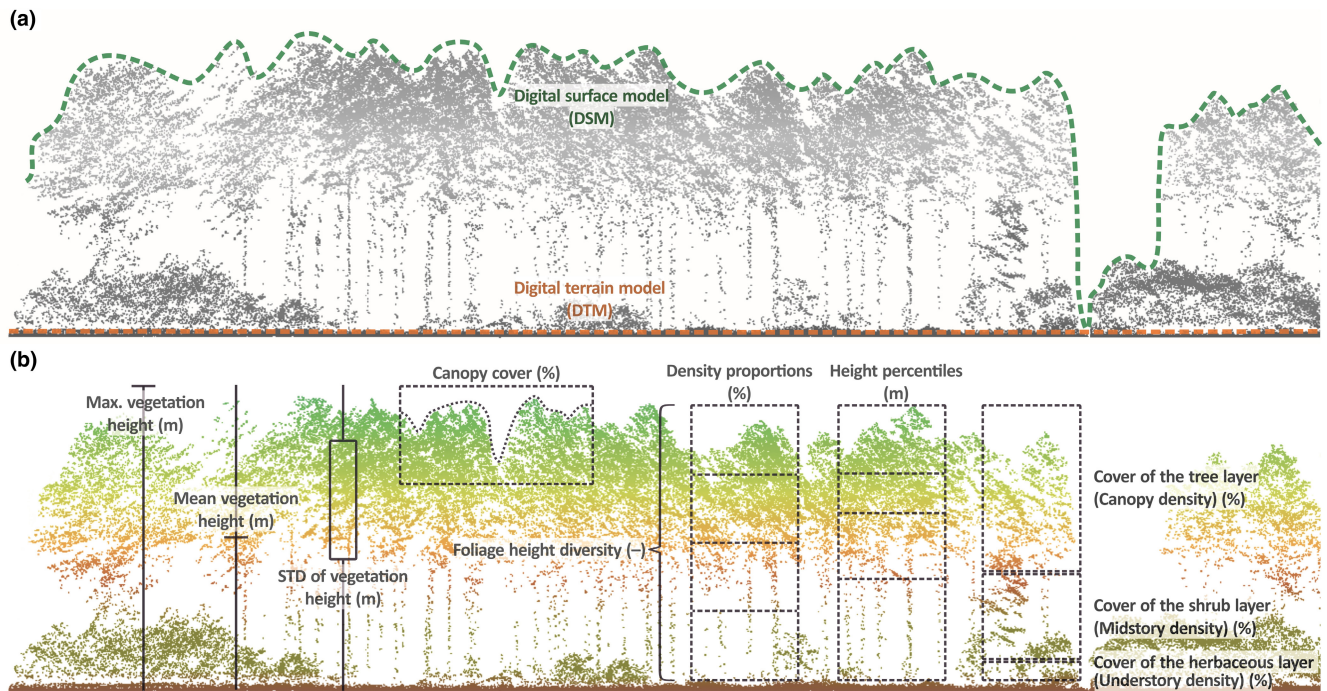 (a)
Digital surface model
(DSM)
Digital terrain model
(DTM)
(b)
Max. vegetation
height (m)
Mean vegetation
height (m)
STD of vegetation
height (m)
Canopy cover (%)
Foliage height diversity (–)
Density proportions
(%)
Height percentiles
(m)
Cover of the tree layer
(Canopy density) (%)
Cover of the shrub layer
(Midstory density) (%)
Cover of the herbaceous layer
(Understory density) (%)